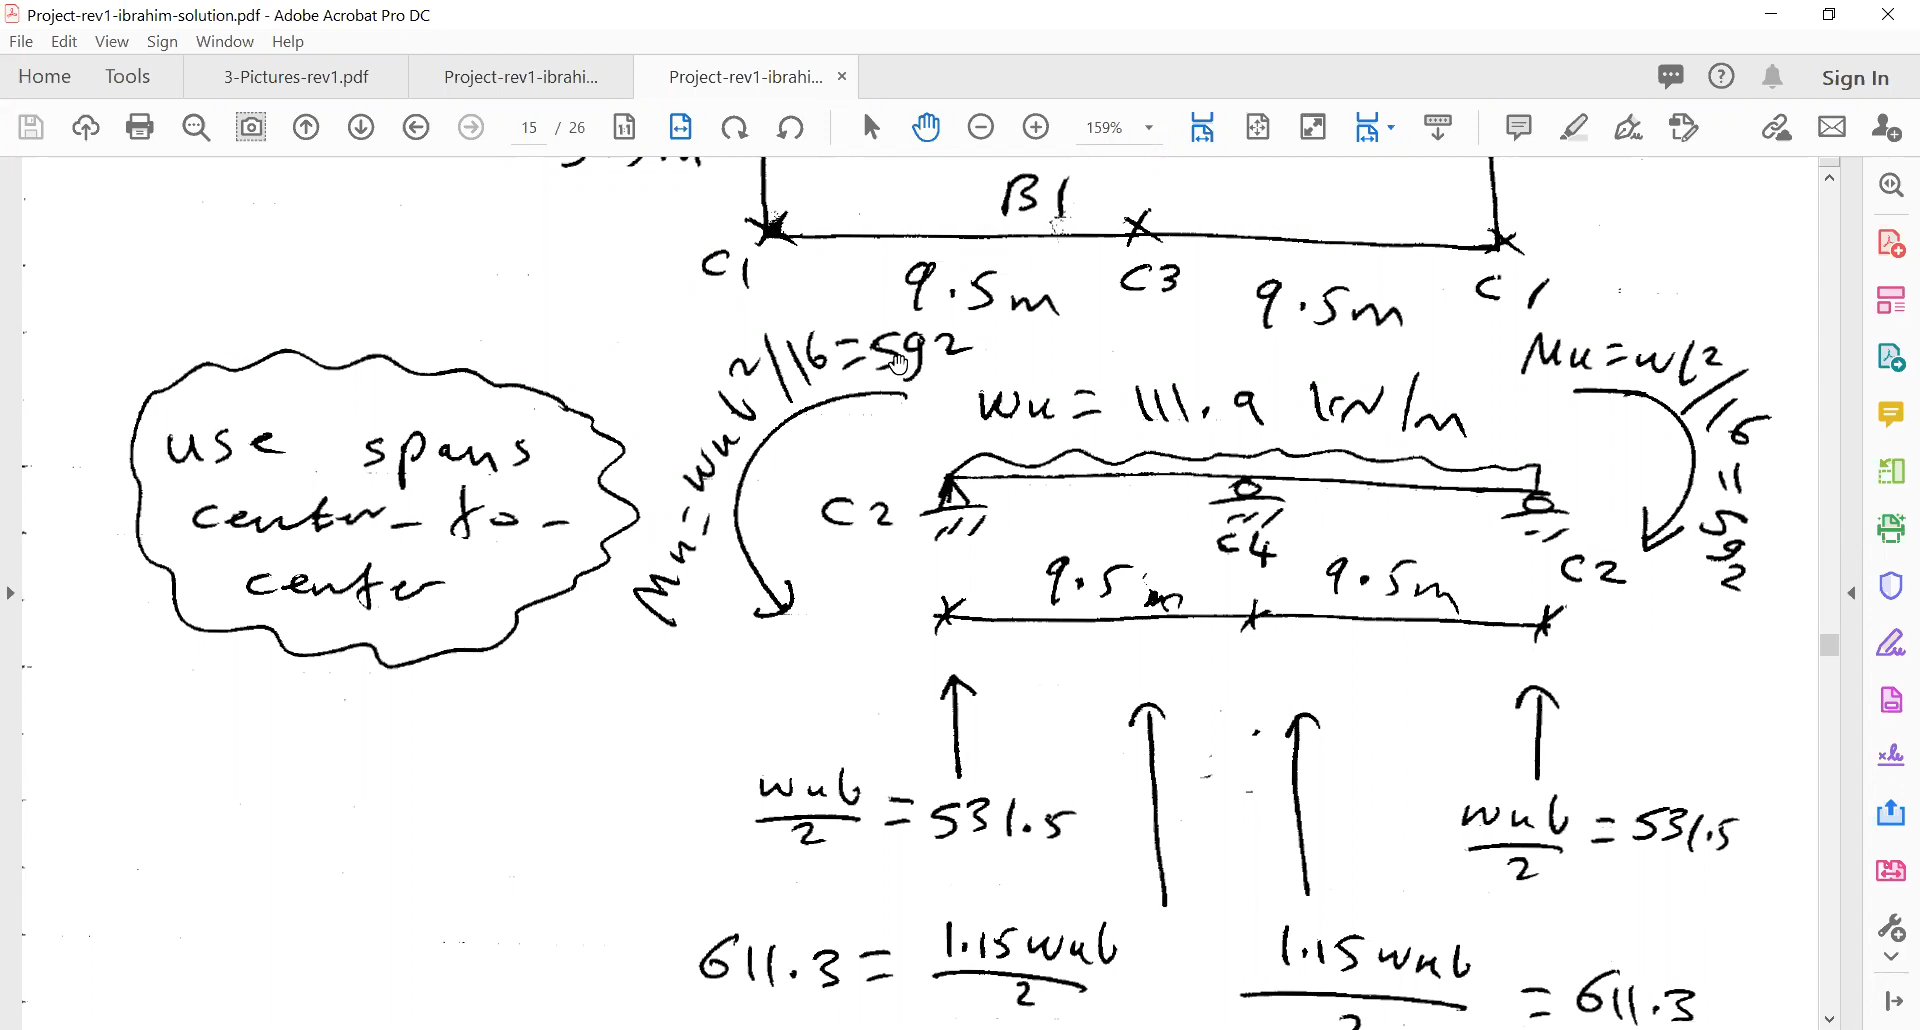 Project-rev1-ibrahim-solution.pdf - Adobe Acrobat Pro DC
File Edit View Sign Window Help
Home Tools 3-Pictures-rev1.pdf Project-rev1-ibrahi... Project-rev1-ibrahi... × Sign In
15 / 26 159%
B1
C1 9.5m C3 9.5m C1
Mu=wul²/16=592
Mu=wl²/16=592
wu = 111.9 kN/m
use spans
center-to-
center
C2 C4 C2
9.5m 9.5m
wul/2 = 531.5
wul/2 = 531.5
611.3 = 1.15wul/2
1.15wul/2 = 611.3